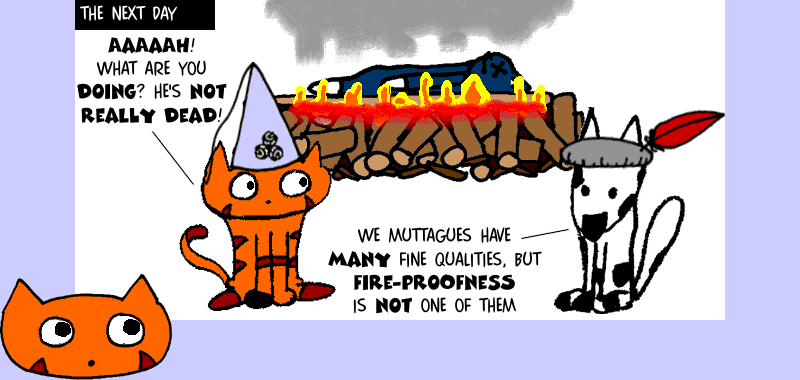 THE NEXT DAY
AAAAAH!
WHAT ARE YOU
DOING? HE'S NOT
REALLY DEAD!
WE MUTTAGUES HAVE
MANY FINE QUALITIES, BUT
FIRE-PROOFNESS
IS NOT ONE OF THEM